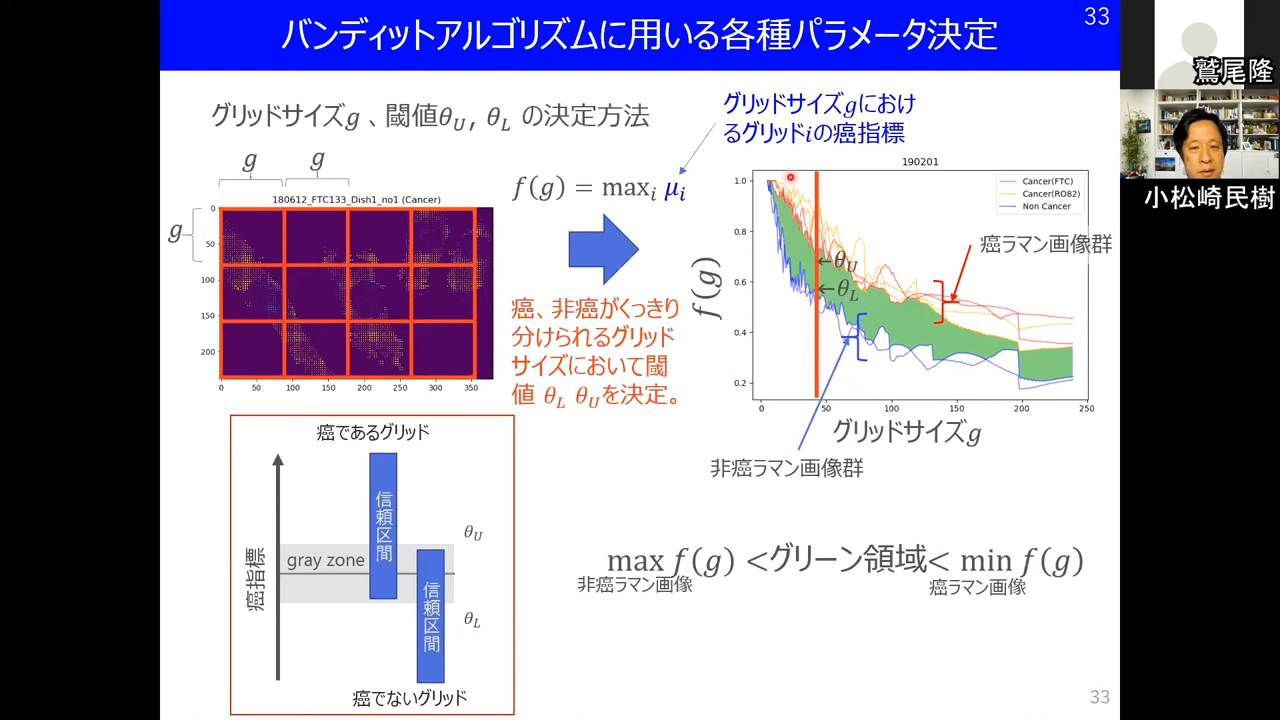 バンディットアルゴリズムに用いる各種パラメータ決定
33
鷲尾隆
小松崎民樹
グリッドサイズg 、閾値θU, θL の決定方法
グリッドサイズgにおけ
るグリッドiの癌指標
g
g
g
f(g) = maxi μi
180612_FTC133_Dish1_no1 (Cancer)
0
50
100
150
200
0 50 100 150 200 250 300 350
癌、非癌がくっきり
分けられるグリッド
サイズにおいて閾
値 θL θUを決定。
190201
Cancer(FTC)
Cancer(RO82)
Non Cancer
1.0
0.8
0.6
0.4
0.2
f(g)
←θU
←θL
癌ラマン画像群
0 50 100 150 200 250
グリッドサイズg
非癌ラマン画像群
癌であるグリッド
癌指標
信頼区間
gray zone
θU
信頼区間
θL
癌でないグリッド
max f(g) <グリーン領域< min f(g)
非癌ラマン画像
癌ラマン画像
33